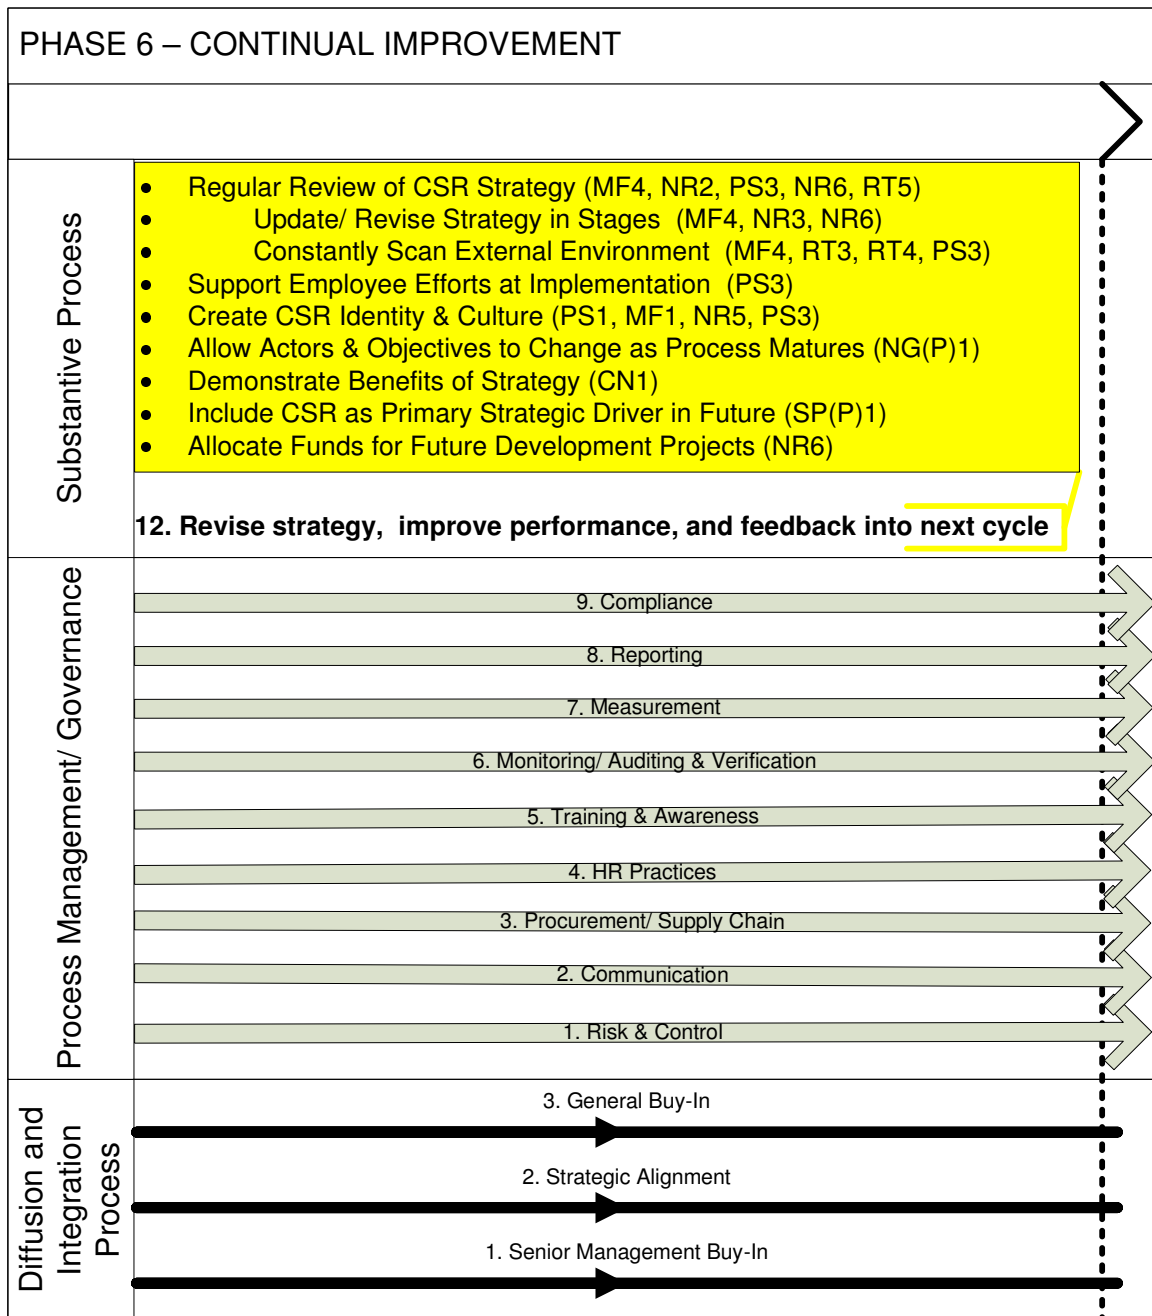 PHASE 6 – CONTINUAL IMPROVEMENT
Substantive Process
• Regular Review of CSR Strategy (MF4, NR2, PS3, NR6, RT5)
• Update/ Revise Strategy in Stages (MF4, NR3, NR6)
• Constantly Scan External Environment (MF4, RT3, RT4, PS3)
• Support Employee Efforts at Implementation (PS3)
• Create CSR Identity & Culture (PS1, MF1, NR5, PS3)
• Allow Actors & Objectives to Change as Process Matures (NG(P)1)
• Demonstrate Benefits of Strategy (CN1)
• Include CSR as Primary Strategic Driver in Future (SP(P)1)
• Allocate Funds for Future Development Projects (NR6)
12. Revise strategy, improve performance, and feedback into next cycle
Process Management/ Governance
9. Compliance
8. Reporting
7. Measurement
6. Monitoring/ Auditing & Verification
5. Training & Awareness
4. HR Practices
3. Procurement/ Supply Chain
2. Communication
1. Risk & Control
Diffusion and
Integration
Process
3. General Buy-In
2. Strategic Alignment
1. Senior Management Buy-In